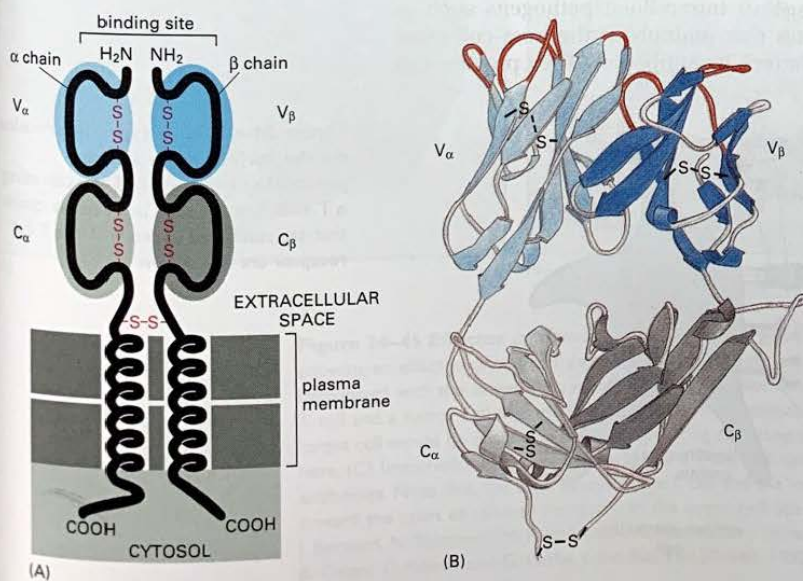 ust
binding site
H₂N NH₂
α chain
β chain
Vα
Vβ
S
S
S
S
Cα
Cβ
S
S
S
S
EXTRACELLULAR
SPACE
-S-S-
plasma
membrane
COOH
COOH
CYTOSOL
(A)
Vα
Vβ
S
S
S-S
Cα
Cβ
S
S
S-S
(B)